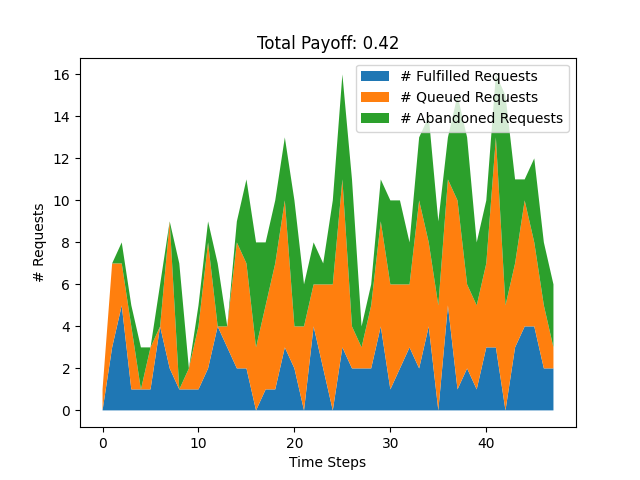 Total Payoff: 0.42
# Fulfilled Requests
# Queued Requests
# Abandoned Requests
16
14
12
10
8
6
4
2
0
# Requests
0
10
20
30
40
Time Steps